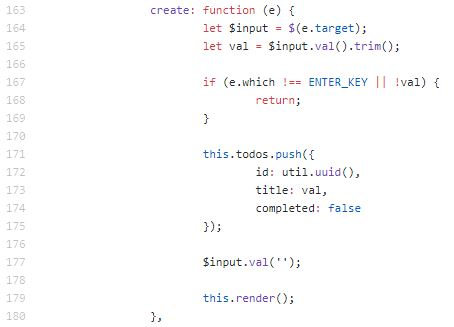 163 create: function (e) {
164 let $input = $(e.target);
165 let val = $input.val().trim();
166
167 if (e.which !== ENTER_KEY || !val) {
168 return;
169 }
170
171 this.todos.push({
172 id: util.uuid(),
173 title: val,
174 completed: false
175 });
176
177 $input.val('');
178
179 this.render();
180 },